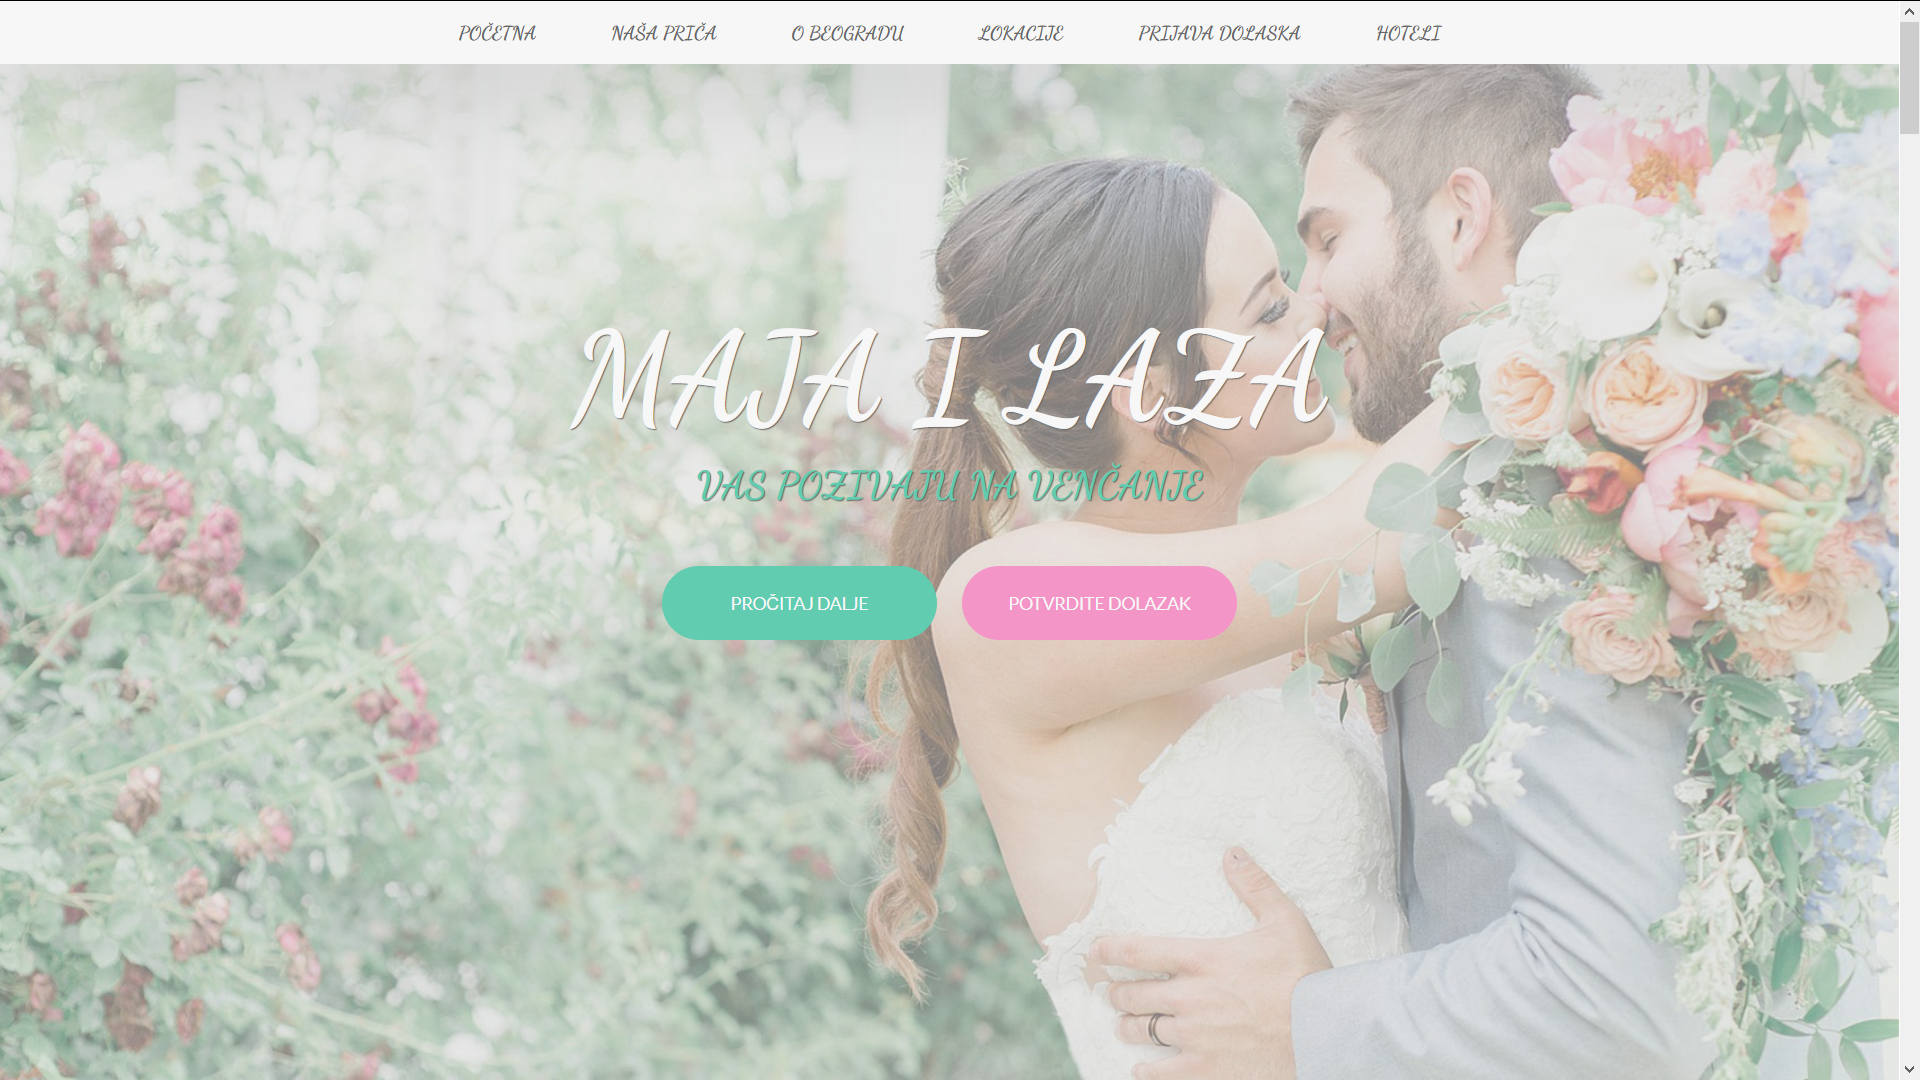 POČETNA NAŠA PRIČA O BEOGRADU LOKACIJE PRIJAVA DOLASKA HOTELI
MAJA I LAZA
VAS POZIVAJU NA VENČANJE
PROČITAJ DALJE POTVRDITE DOLAZAK